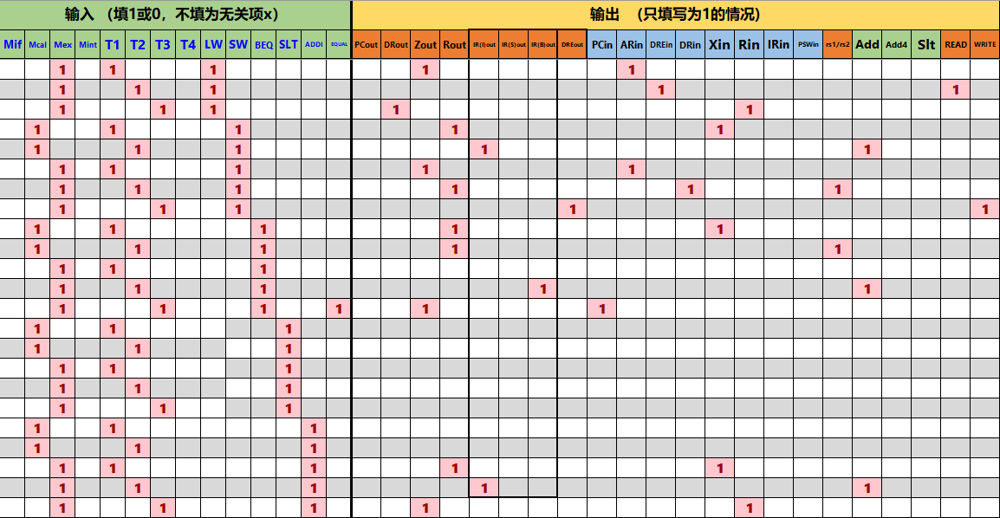 输入 （填1或0，不填为无关项x） 输出 （只填写为1的情况）
Mif Mcal Mex Mint T1 T2 T3 T4 LW SW BEQ SLT ADDI EQUAL PCout DRout Zout Rout IR(I)out IR(S)out IR(B)out DREout PCin ARin DREin DRin Xin Rin IRin PSWin rs1/rs2 Add Add4 Slt READ WRITE
1 1 1 1 1
1 1 1 1 1
1 1 1 1 1
1 1 1 1 1
1 1 1 1 1
1 1 1 1 1
1 1 1 1 1 1
1 1 1 1 1
1 1 1 1 1
1 1 1 1 1
1 1 1
1 1 1 1 1
1 1 1 1 1 1
1 1 1
1 1 1
1 1 1
1 1 1
1 1 1
1 1 1
1 1 1
1 1 1 1 1
1 1 1 1 1
1 1 1 1 1